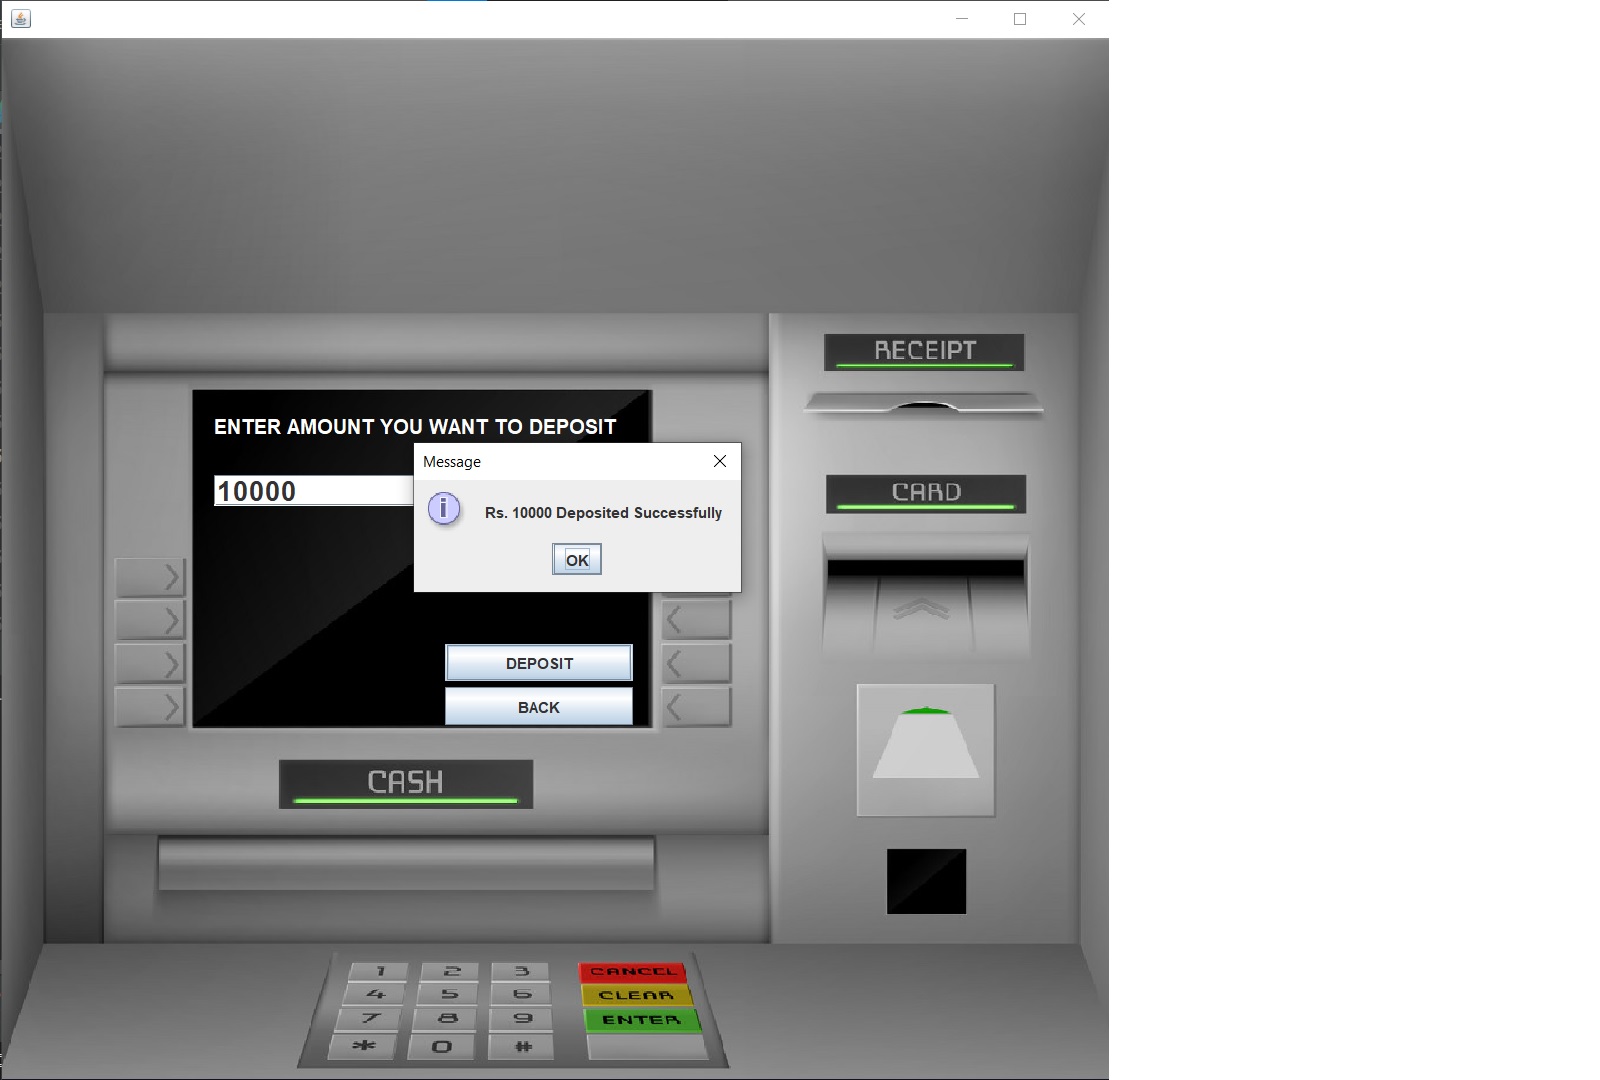 RECEIPT
ENTER AMOUNT YOU WANT TO DEPOSIT
Message
10000
Rs. 10000 Deposited Successfully
OK
CARD
DEPOSIT
BACK
CASH
1 2 3 CANCEL
4 5 6 CLEAR
7 8 9 ENTER
* 0 #